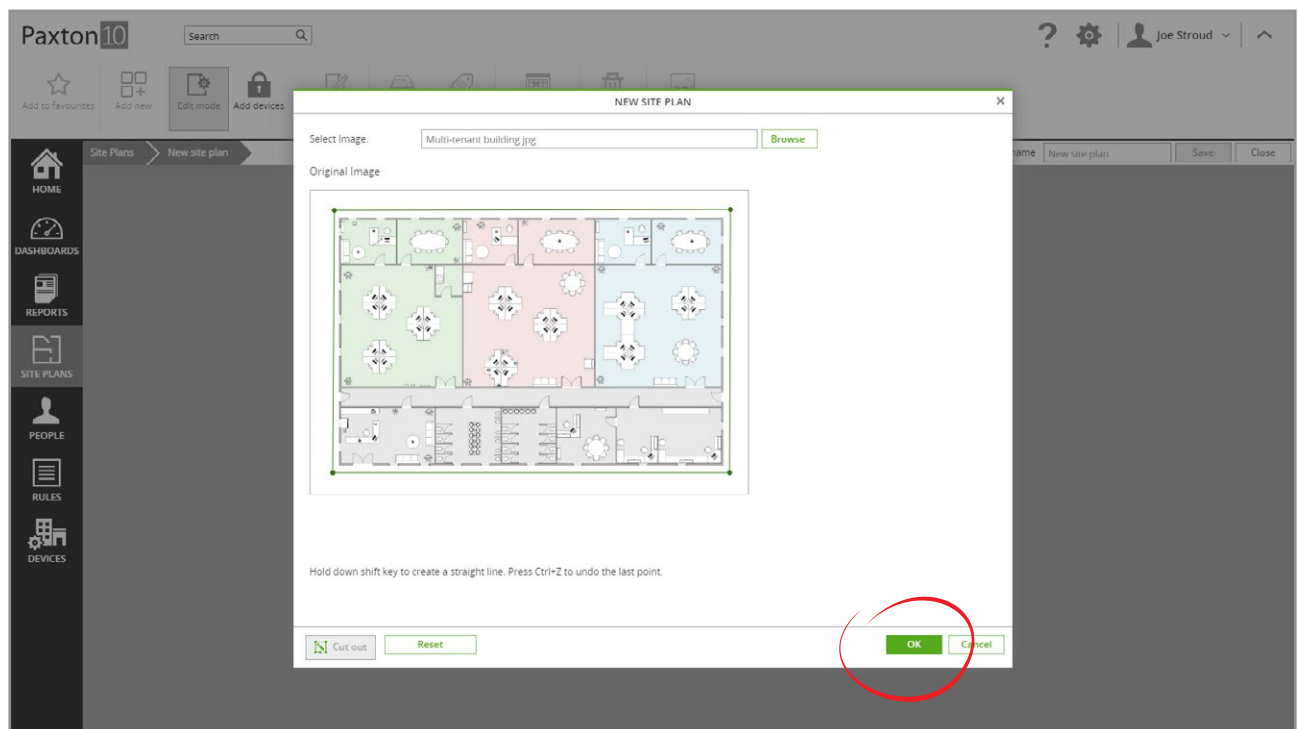 Paxton 10
Search
Joe Stroud
Add to favourites
Add new
Edit mode
Add devices
NEW SITE PLAN
Select Image:
Multi-tenant building.jpg
Browse
Original Image
Site Plans
New site plan
name
New site plan
Save
Close
HOME
DASHBOARDS
REPORTS
SITE PLANS
PEOPLE
RULES
DEVICES
Hold down shift key to create a straight line. Press Ctrl+Z to undo the last point.
Cut out
Reset
OK
Cancel